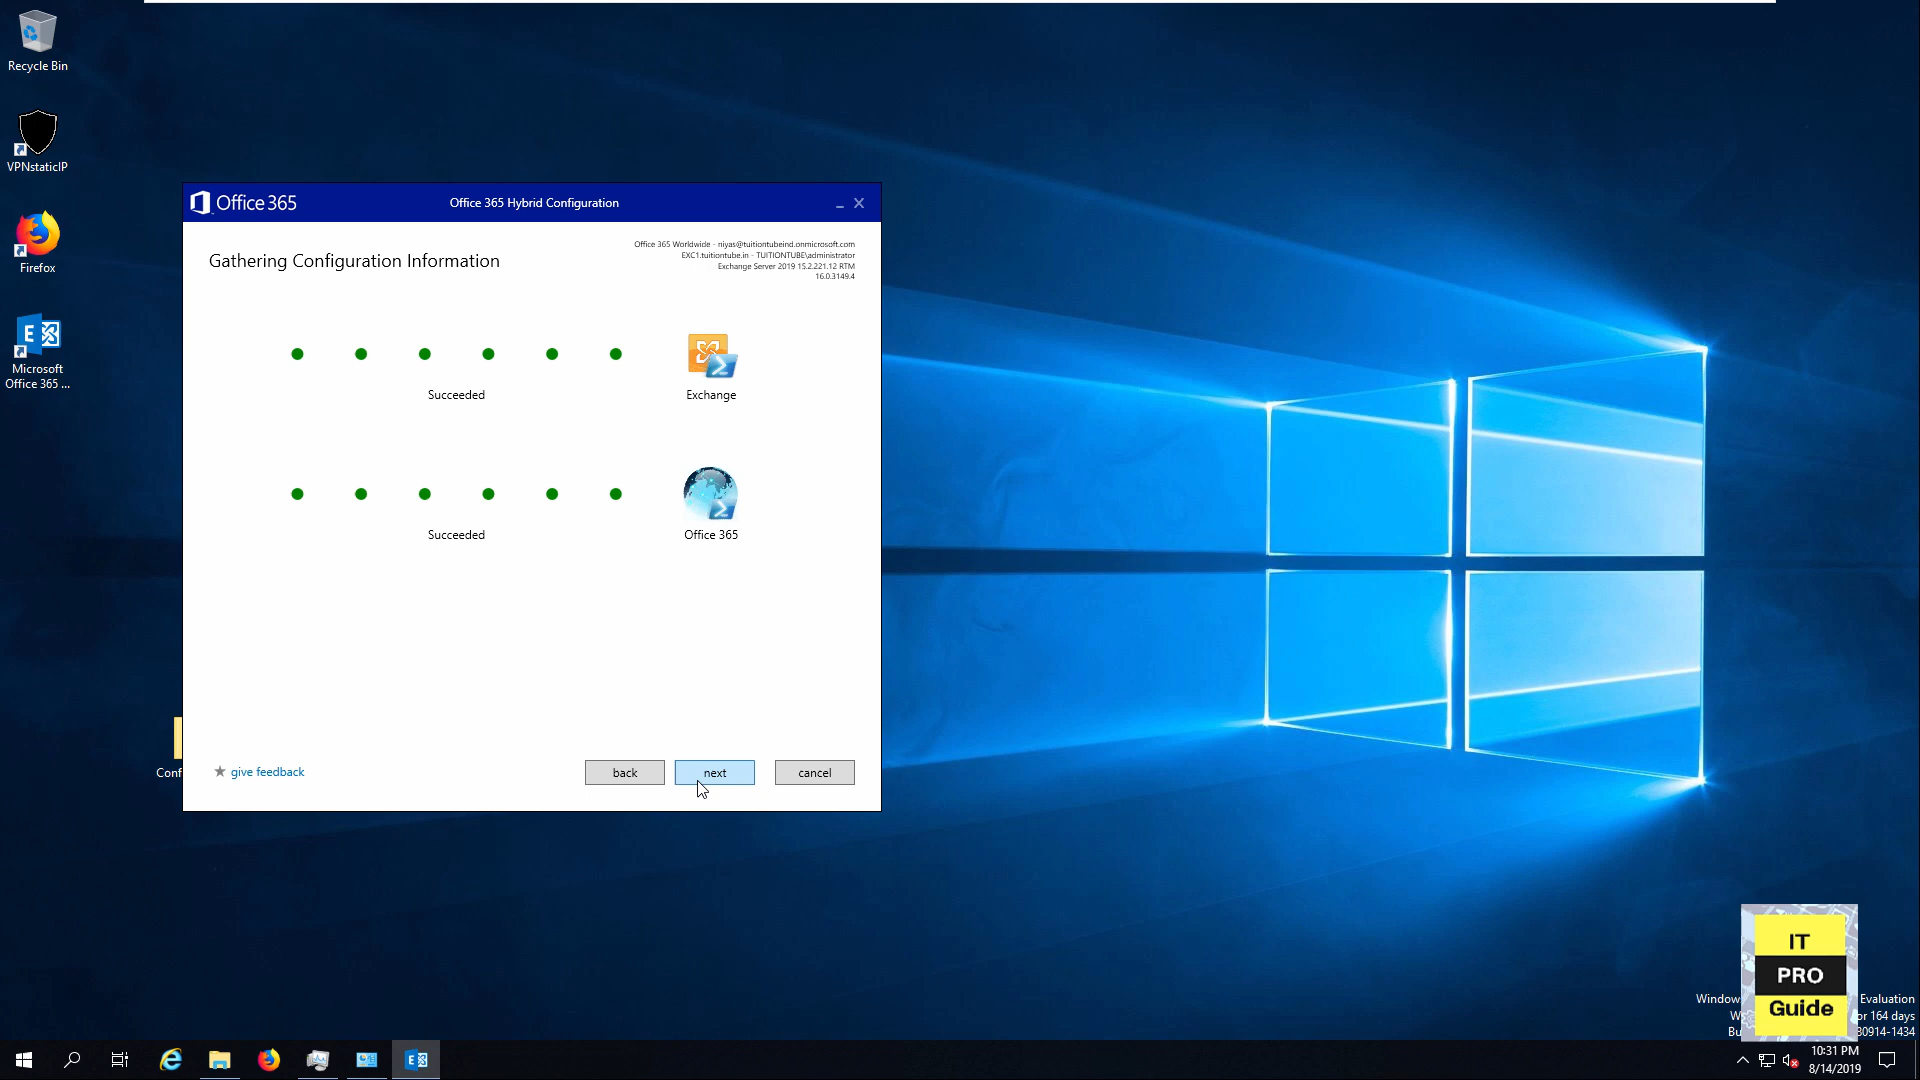 Recycle Bin
VPNstaticIP
Firefox
Microsoft
Office 365 ...
Office 365
Office 365 Hybrid Configuration
Gathering Configuration Information
Office 365 Worldwide - niyas@tuitiontubeind.onmicrosoft.com
EXC1.tuitiontube.in - TUITIONTUBE\administrator
Exchange Server 2019 15.2.221.12 RTM
16.0.3149.4
Succeeded
Exchange
Succeeded
Office 365
Conf
★ give feedback
back
next
cancel
IT
PRO
Guide
Window
Evaluation
or 164 days
Bu
80914-1434
10:31 PM
8/14/2019